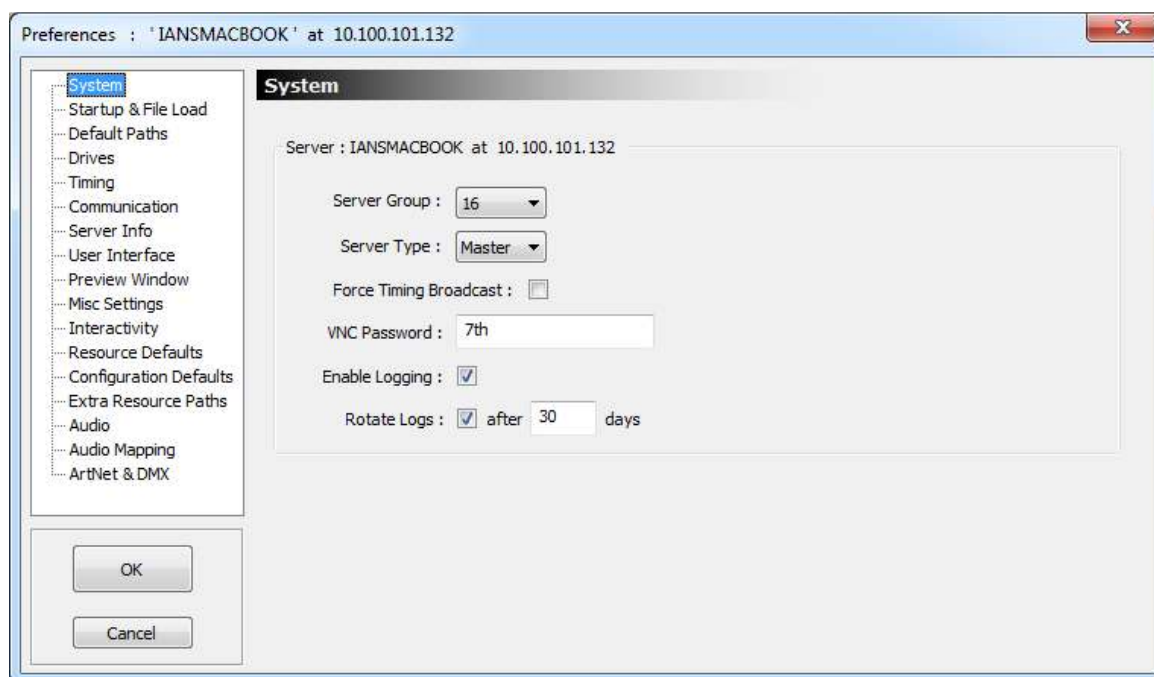 Preferences : 'IANSMACBOOK' at 10.100.101.132
System
Startup & File Load
Default Paths
Drives
Timing
Communication
Server Info
User Interface
Preview Window
Misc Settings
Interactivity
Resource Defaults
Configuration Defaults
Extra Resource Paths
Audio
Audio Mapping
ArtNet & DMX
OK
Cancel
System
Server : IANSMACBOOK at 10.100.101.132
Server Group : 16
Server Type : Master
Force Timing Broadcast :
VNC Password : 7th
Enable Logging :
Rotate Logs : after 30 days